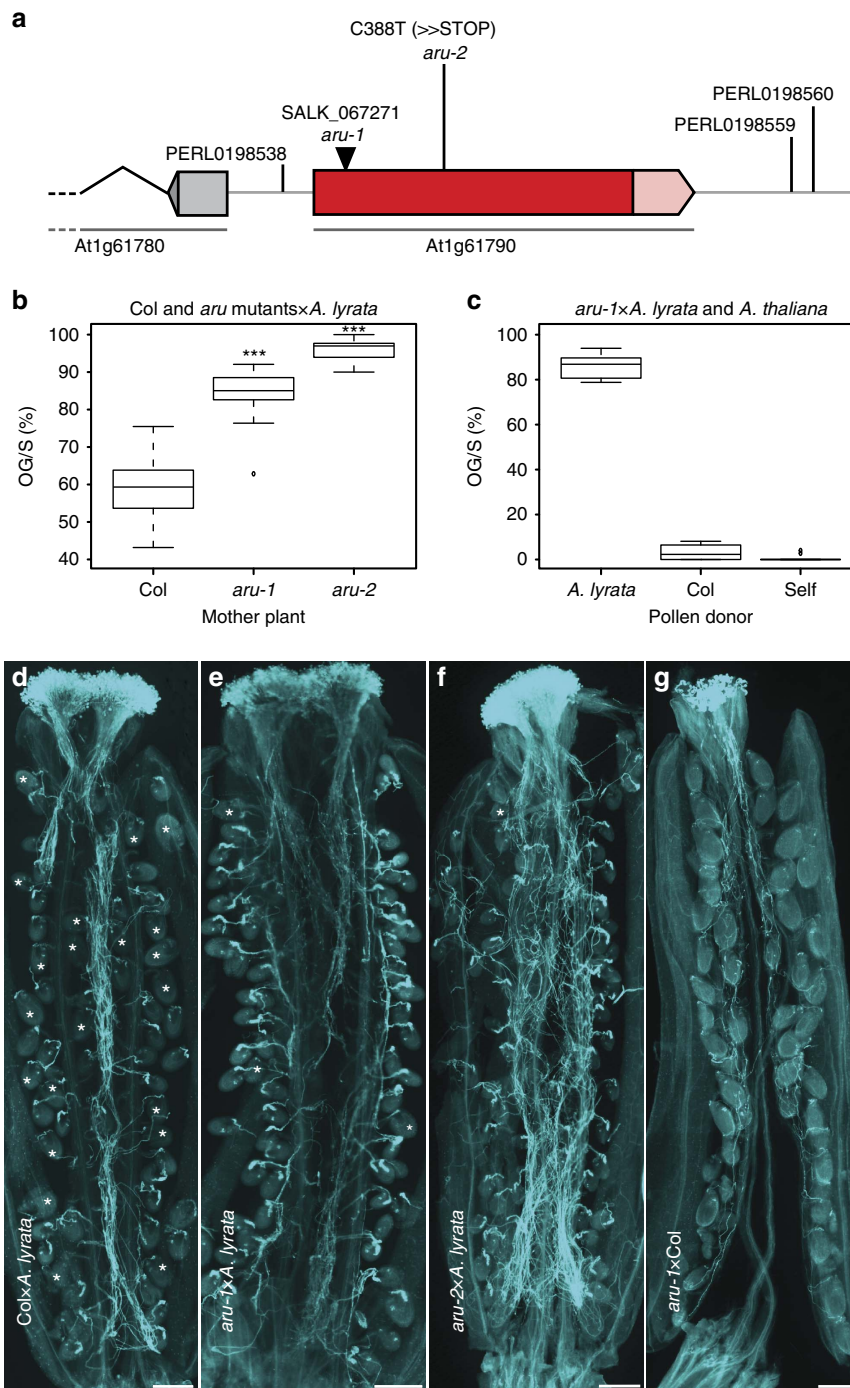 a
C388T (>>STOP)
aru-2
PERL0198560
SALK_067271
PERL0198559
aru-1
PERL0198538
At1g61780
At1g61790
b
Col and aru mutants×A. lyrata
100
90
80
70
60
50
40
OG/S (%)
***
***
Col
aru-1
aru-2
Mother plant
c
aru-1×A. lyrata and A. thaliana
100
80
60
40
20
0
OG/S (%)
A. lyrata
Col
Self
Pollen donor
d
e
f
g
Col×A. lyrata
aru-1×A. lyrata
aru-2×A. lyrata
aru-1×Col